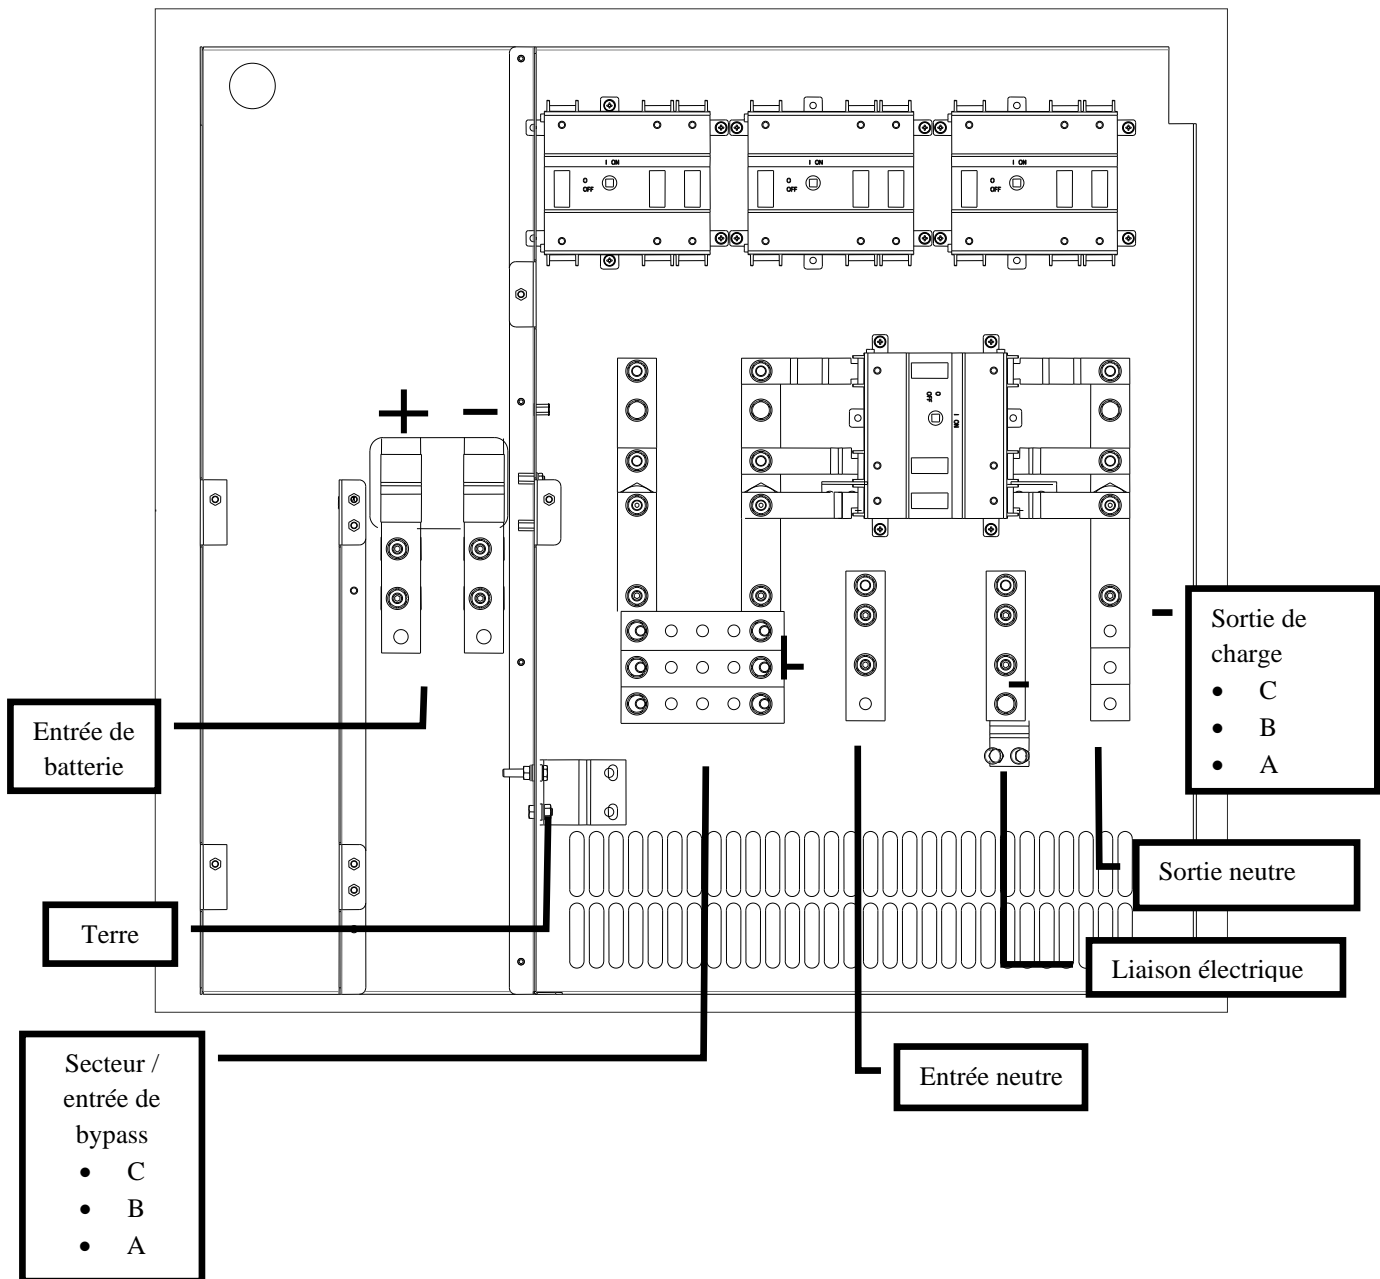 I ON
O
OFF
I ON
O
OFF
I ON
O
OFF
O
OFF
I ON
+ −
Sortie de
charge
• C
• B
• A
Entrée de
batterie
Sortie neutre
Terre
Liaison électrique
Secteur /
entrée de
bypass
• C
• B
• A
Entrée neutre